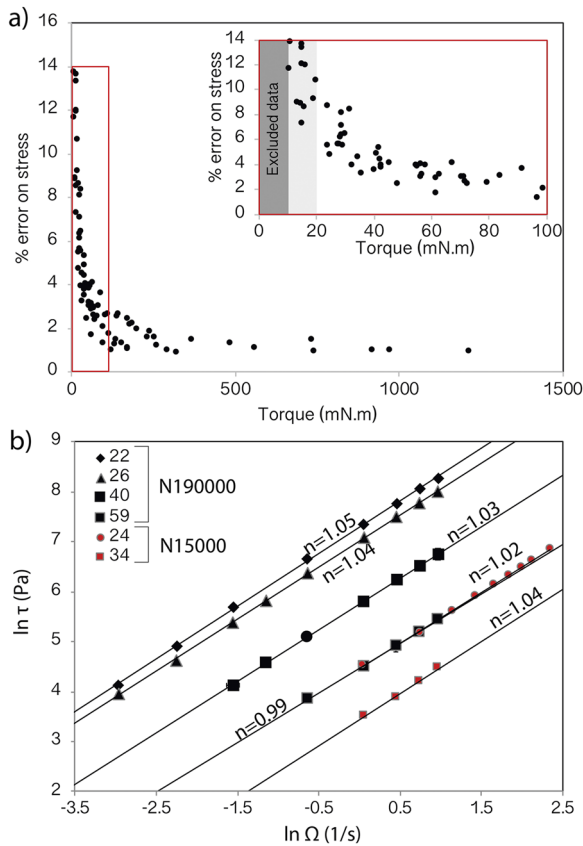 a)
16
14
12
10
8
6
4
2
0
% error on stress
0
500
1000
1500
Torque (mN.m)
14
12
10
8
6
4
2
0
% error on stress
Excluded data
0
20
40
60
80
100
Torque (mN.m)
b)
9
8
7
6
5
4
3
2
ln τ (Pa)
22
26
N190000
40
59
24
N15000
34
n=1.05
n=1.04
n=1.03
n=1.02
n=1.04
n=0.99
-3.5
-2.5
-1.5
-0.5
0.5
1.5
2.5
ln Ω (1/s)